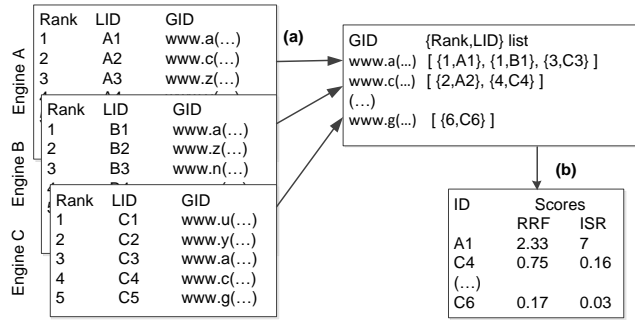 Engine A
Rank LID GID
1 A1 www.a(...)
2 A2 www.c(...)
3 A3 www.z(...)
Engine B
B1 www.a(...)
2 B2 www.z(...)
3 B3 www.n(...)
Engine C
Rank LID GID
1 C1 www.u(...)
2 C2 www.y(...)
3 C3 www.a(...)
4 C4 www.c(...)
5 C5 www.g(...)
(a)
GID {Rank,LID} list
www.a(...) [ {1,A1}, {1,B1}, {3,C3} ]
www.c(...) [ {2,A2}, {4,C4} ]
(...)
www.g(...) [ {6,C6} ]
(b)
ID Scores
RRF ISR
A1 2.33 7
C4 0.75 0.16
(...)
C6 0.17 0.03